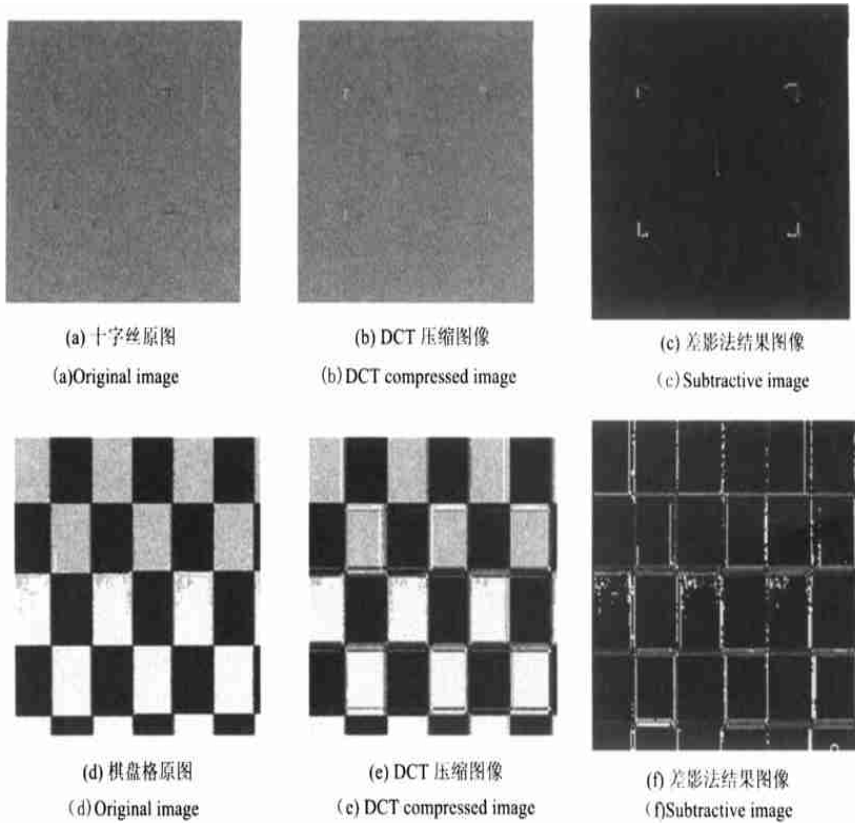 (a) 十字丝原图
(a)Original image
(b) DCT 压缩图像
(b)DCT compressed image
(c) 差影法结果图像
(c)Subtractive image
(d) 棋盘格原图
(d)Original image
(e) DCT 压缩图像
(e) DCT compressed image
(f) 差影法结果图像
(f)Subtractive image